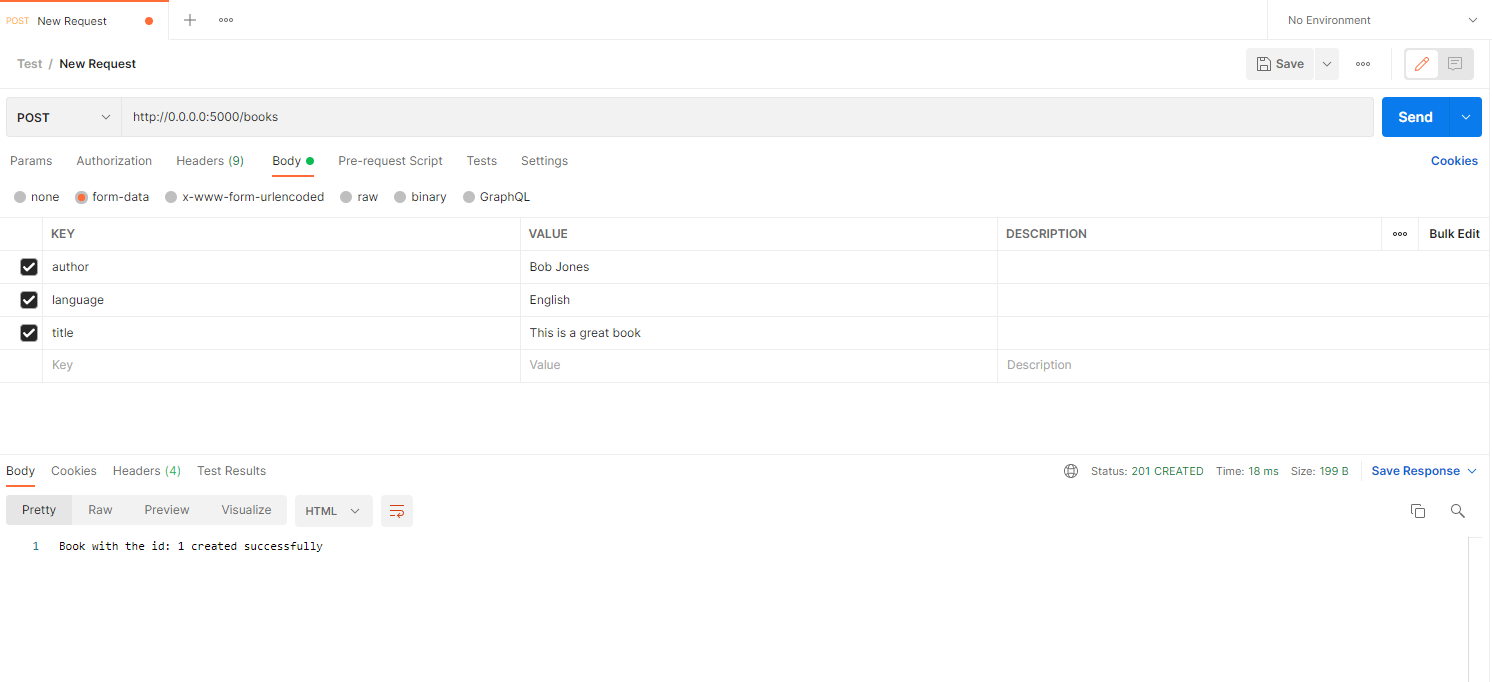 POST New Request
No Environment
Test / New Request
Save
POST http://0.0.0.0:5000/books
Send
Params Authorization Headers (9) Body Pre-request Script Tests Settings
Cookies
none form-data x-www-form-urlencoded raw binary GraphQL
KEY VALUE DESCRIPTION Bulk Edit
author Bob Jones
language English
title This is a great book
Key Value Description
Body Cookies Headers (4) Test Results
Status: 201 CREATED Time: 18 ms Size: 199 B Save Response
Pretty Raw Preview Visualize HTML
1 Book with the id: 1 created successfully